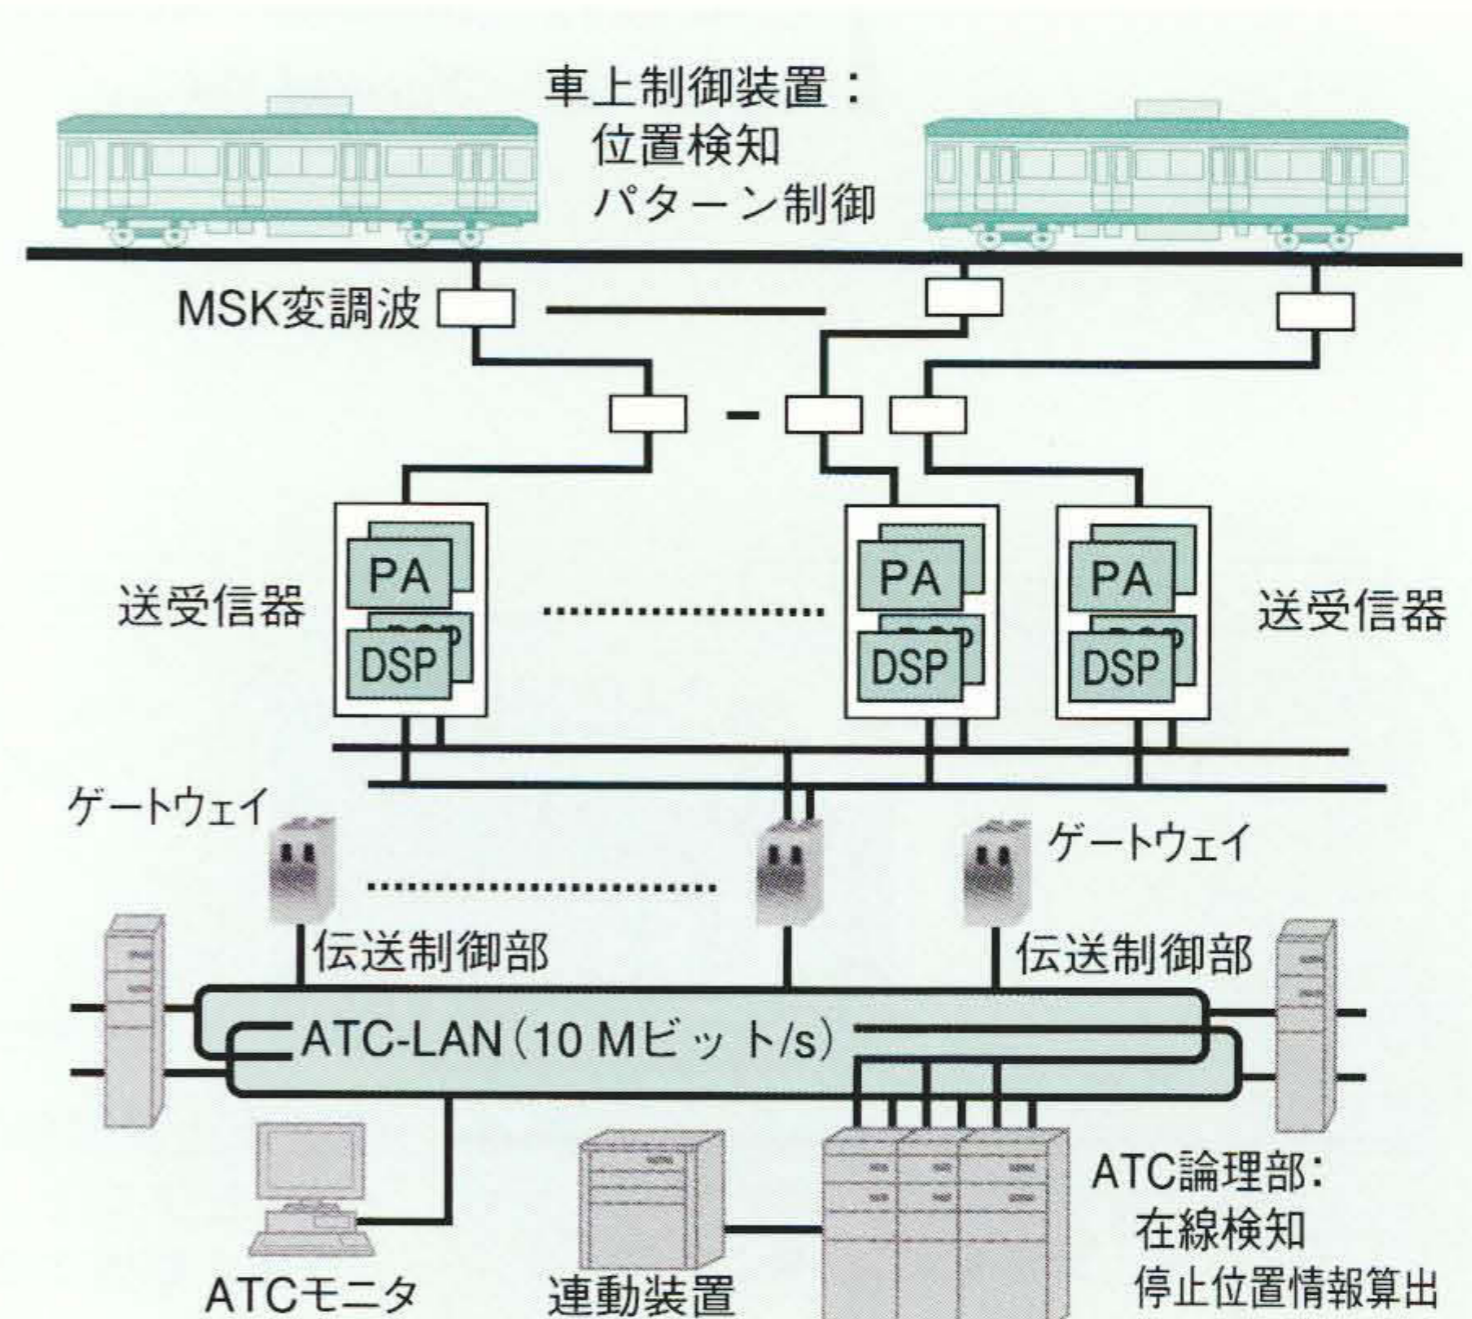 車上制御装置:
位置検知
パターン制御
MSK変調波
送受信器
PA
DSP
PA
DSP
PA
DSP
送受信器
ゲートウェイ
ゲートウェイ
伝送制御部
伝送制御部
ATC-LAN(10 Mビット/s)
ATCモニタ
連動装置
ATC論理部:
在線検知
停止位置情報算出